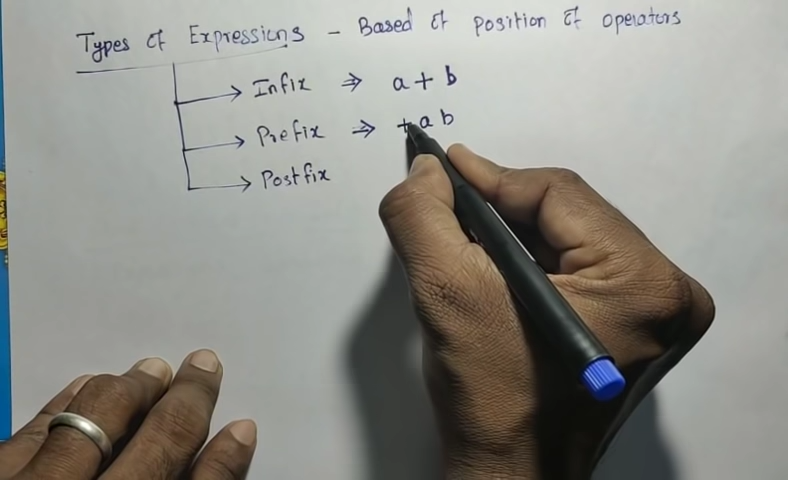 Types of Expressions - Based of position of operators
Infix ⇒ a + b
Prefix ⇒ + a b
Postfix